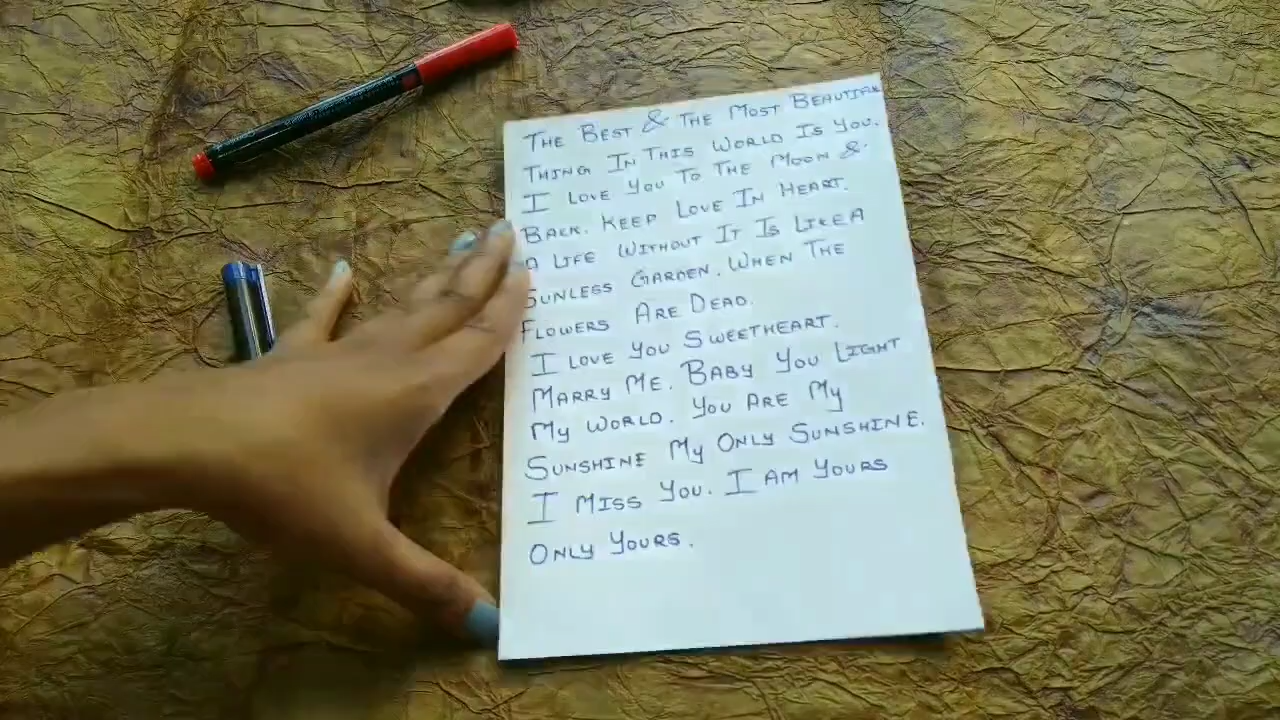 THE BEST & THE MOST BEAUTIFUL
THING IN THIS WORLD IS YOU.
I LOVE YOU TO THE MOON &
BACK. KEEP LOVE IN HEART.
A LIFE WITHOUT IT IS LIKE A
SUNLESS GARDEN. WHEN THE
FLOWERS ARE DEAD.
I LOVE YOU SWEETHEART.
MARRY ME. BABY YOU LIGHT
MY WORLD. YOU ARE MY
SUNSHINE MY ONLY SUNSHINE.
I MISS YOU. I AM YOURS
ONLY YOURS.